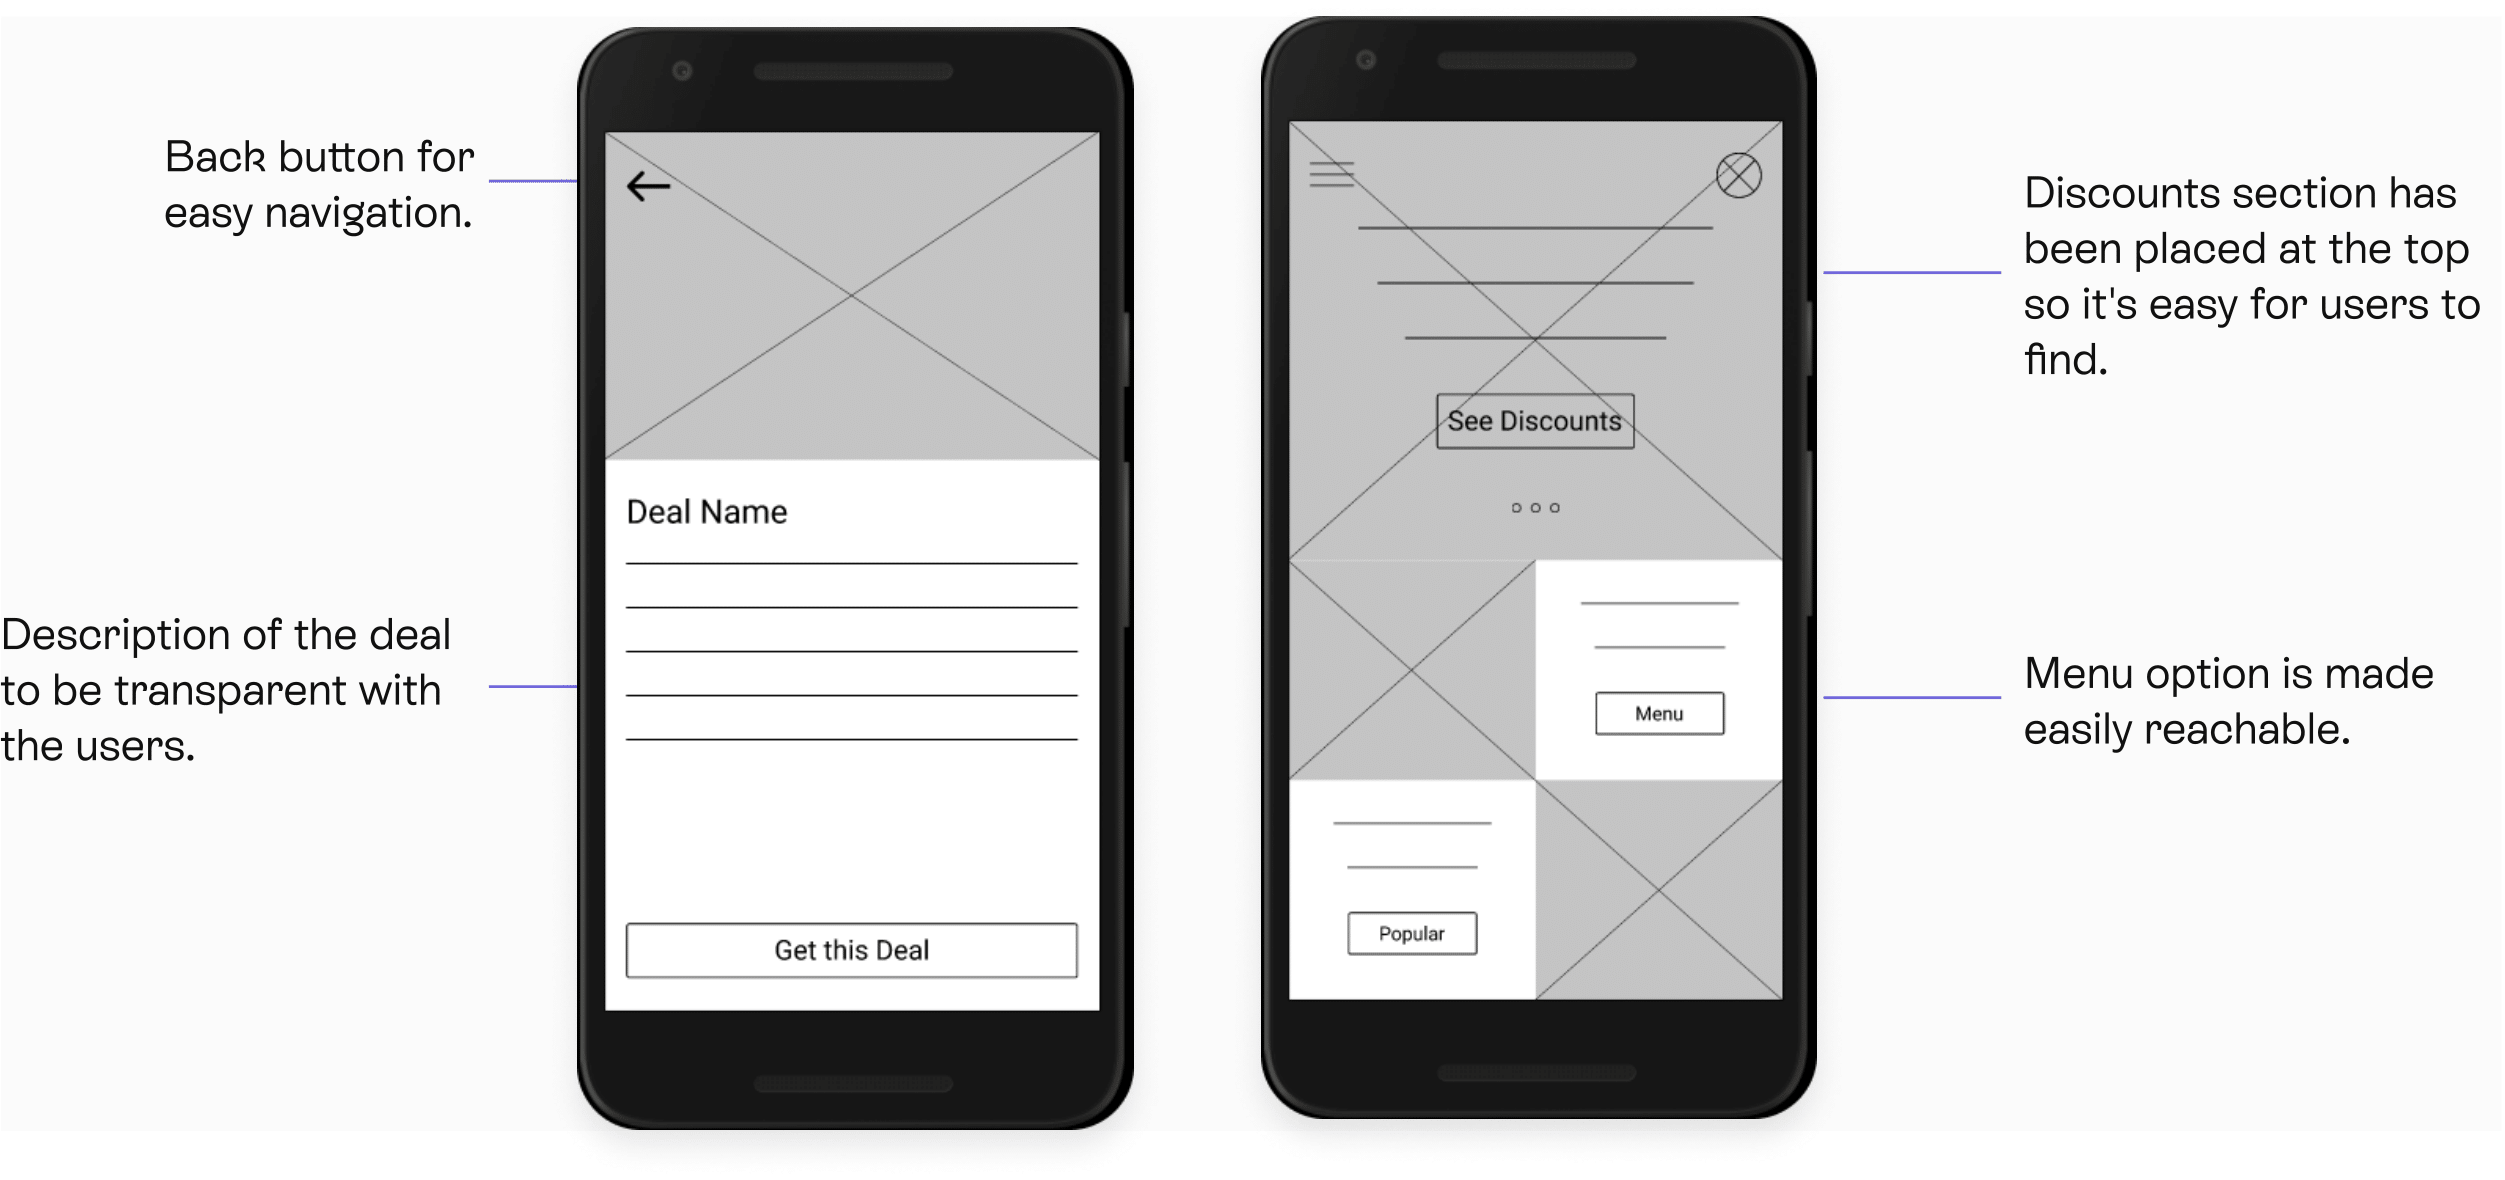 Back button for
easy navigation.
Description of the deal
to be transparent with
the users.
Deal Name
Get this Deal
See Discounts
Menu
Popular
Discounts section has
been placed at the top
so it's easy for users to
find.
Menu option is made
easily reachable.